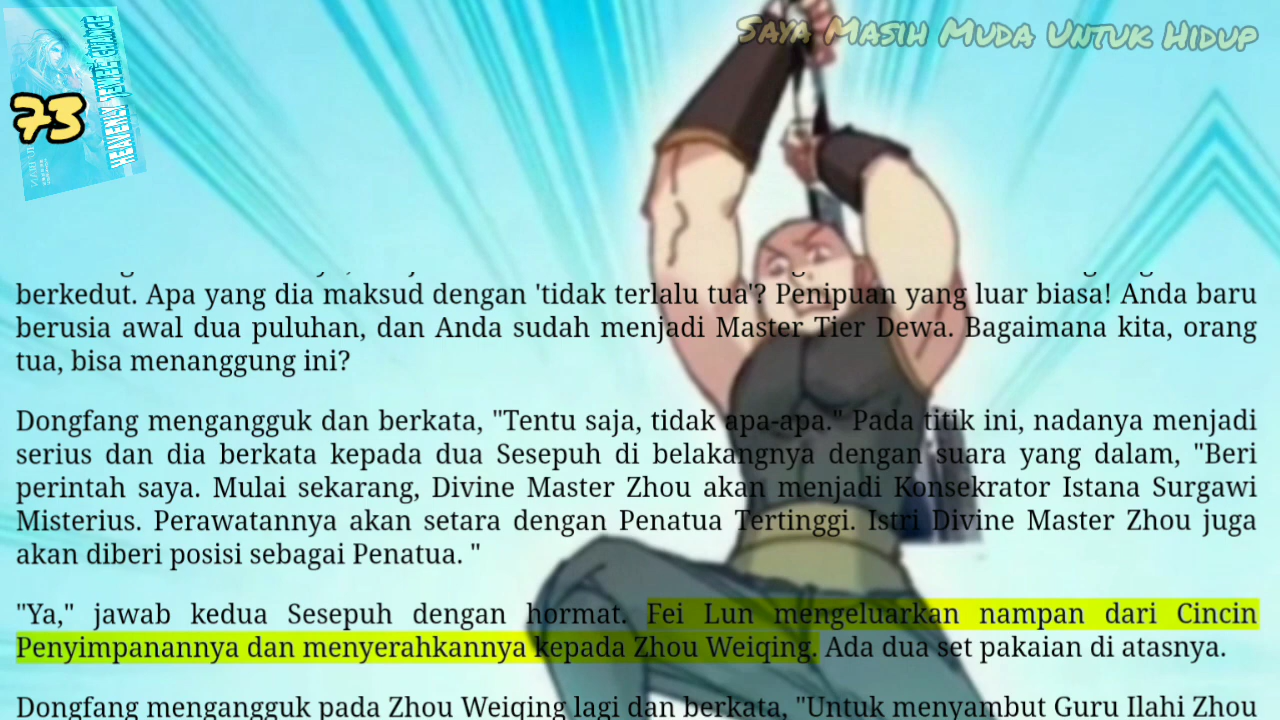 Saya Masih Muda Untuk Hidup
73
HEAVENLY JEWEL CHANGE
berkedut. Apa yang dia maksud dengan 'tidak terlalu tua'? Penipuan yang luar biasa! Anda baru
berusia awal dua puluhan, dan Anda sudah menjadi Master Tier Dewa. Bagaimana kita, orang
tua, bisa menanggung ini?
Dongfang mengangguk dan berkata, "Tentu saja, tidak apa-apa." Pada titik ini, nadanya menjadi
serius dan dia berkata kepada dua Sesepuh di belakangnya dengan suara yang dalam, "Beri
perintah saya. Mulai sekarang, Divine Master Zhou akan menjadi Konsekrator Istana Surgawi
Misterius. Perawatannya akan setara dengan Penatua Tertinggi. Istri Divine Master Zhou juga
akan diberi posisi sebagai Penatua. "
"Ya," jawab kedua Sesepuh dengan hormat. Fei Lun mengeluarkan nampan dari Cincin
Penyimpanannya dan menyerahkannya kepada Zhou Weiqing. Ada dua set pakaian di atasnya.
Dongfang mengangguk pada Zhou Weiqing lagi dan berkata, "Untuk menyambut Guru Ilahi Zhou